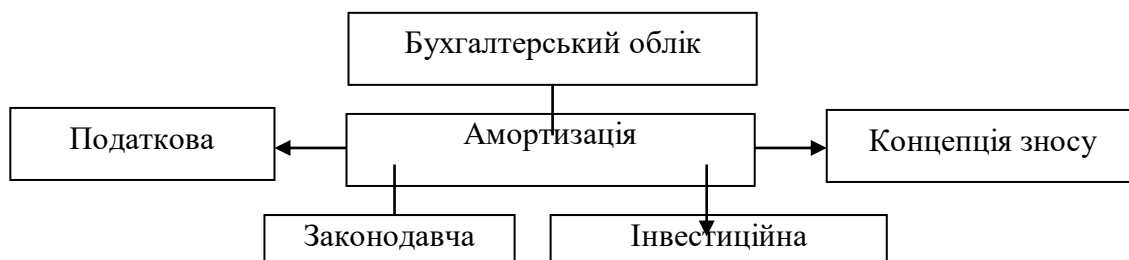 Бухгалтерський облік
Податкова
Амортизація
Концепція зносу
Законодавча
Інвестиційна